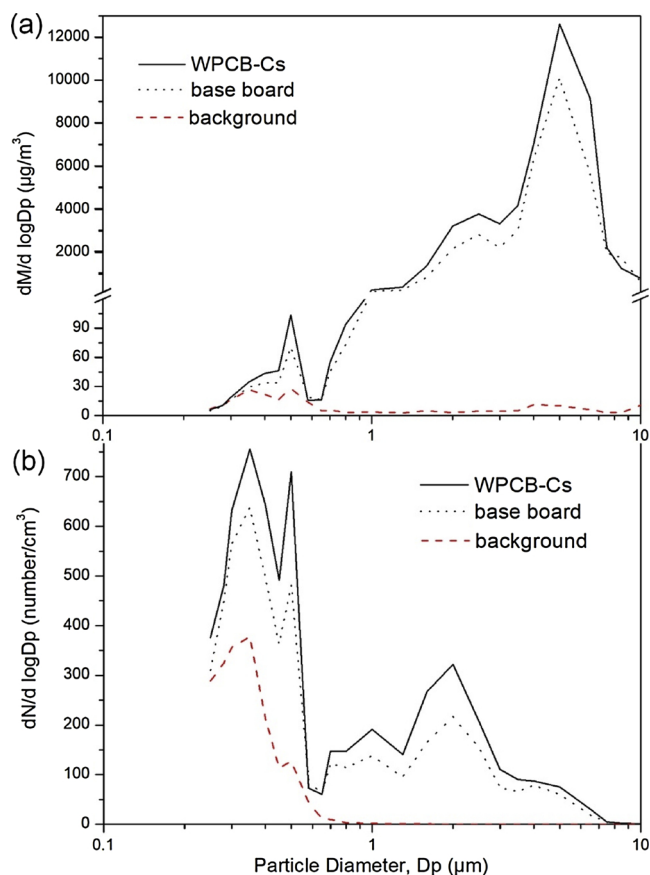 (a)
12000
10000
8000
6000
4000
2000
90
60
30
0
dM/d logDp (µg/m³)
WPCB-Cs
base board
background
0.1
1
10
(b)
700
600
500
400
300
200
100
0
dN/d logDp (number/cm³)
WPCB-Cs
base board
background
0.1
1
10
Particle Diameter, Dp (µm)